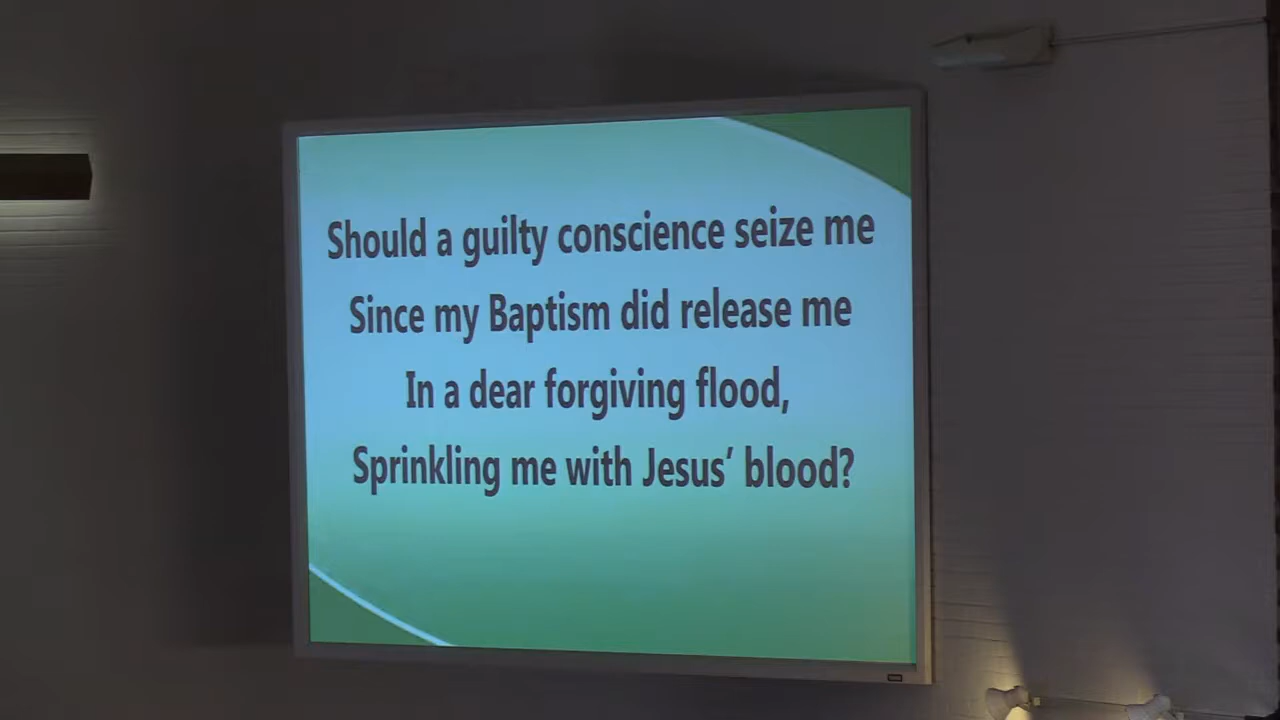 Should a guilty conscience seize me
Since my Baptism did release me
In a dear forgiving flood,
Sprinkling me with Jesus’ blood?